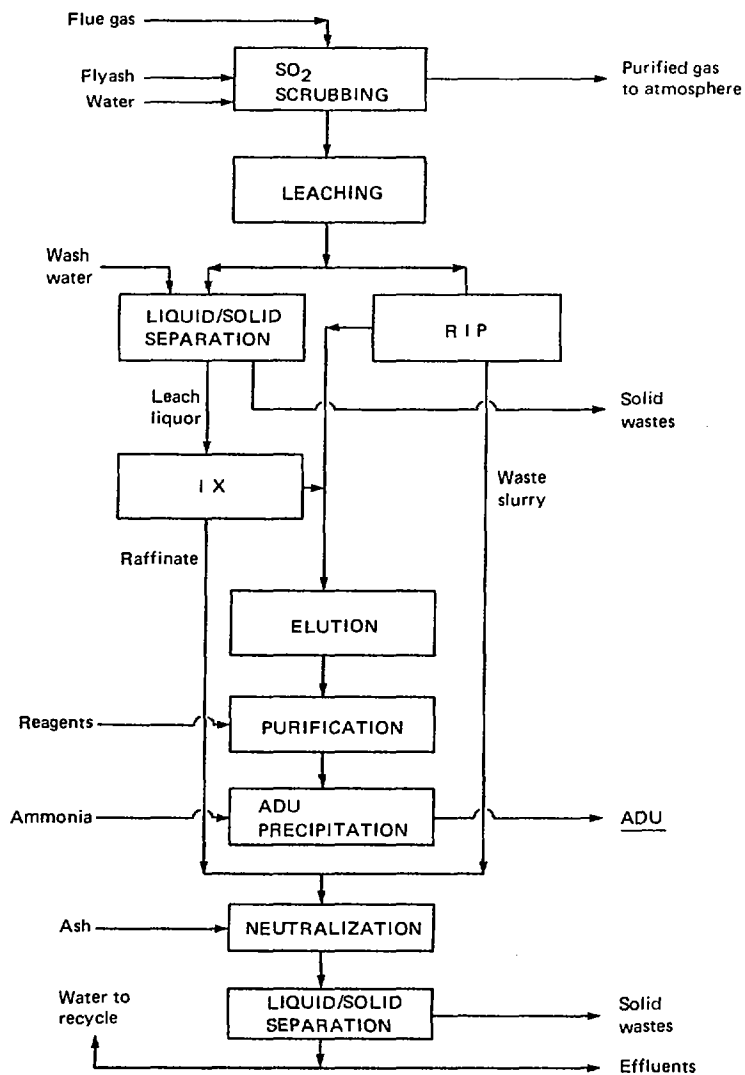 Flue gas
Flyash
Water
SO2
SCRUBBING
Purified gas
to atmosphere
LEACHING
Wash
water
LIQUID/SOLID
SEPARATION
R I P
Leach
liquor
Solid
wastes
I X
Waste
slurry
Raffinate
ELUTION
Reagents
PURIFICATION
Ammonia
ADU
PRECIPITATION
ADU
Ash
NEUTRALIZATION
Water to
recycle
LIQUID/SOLID
SEPARATION
Solid
wastes
Effluents